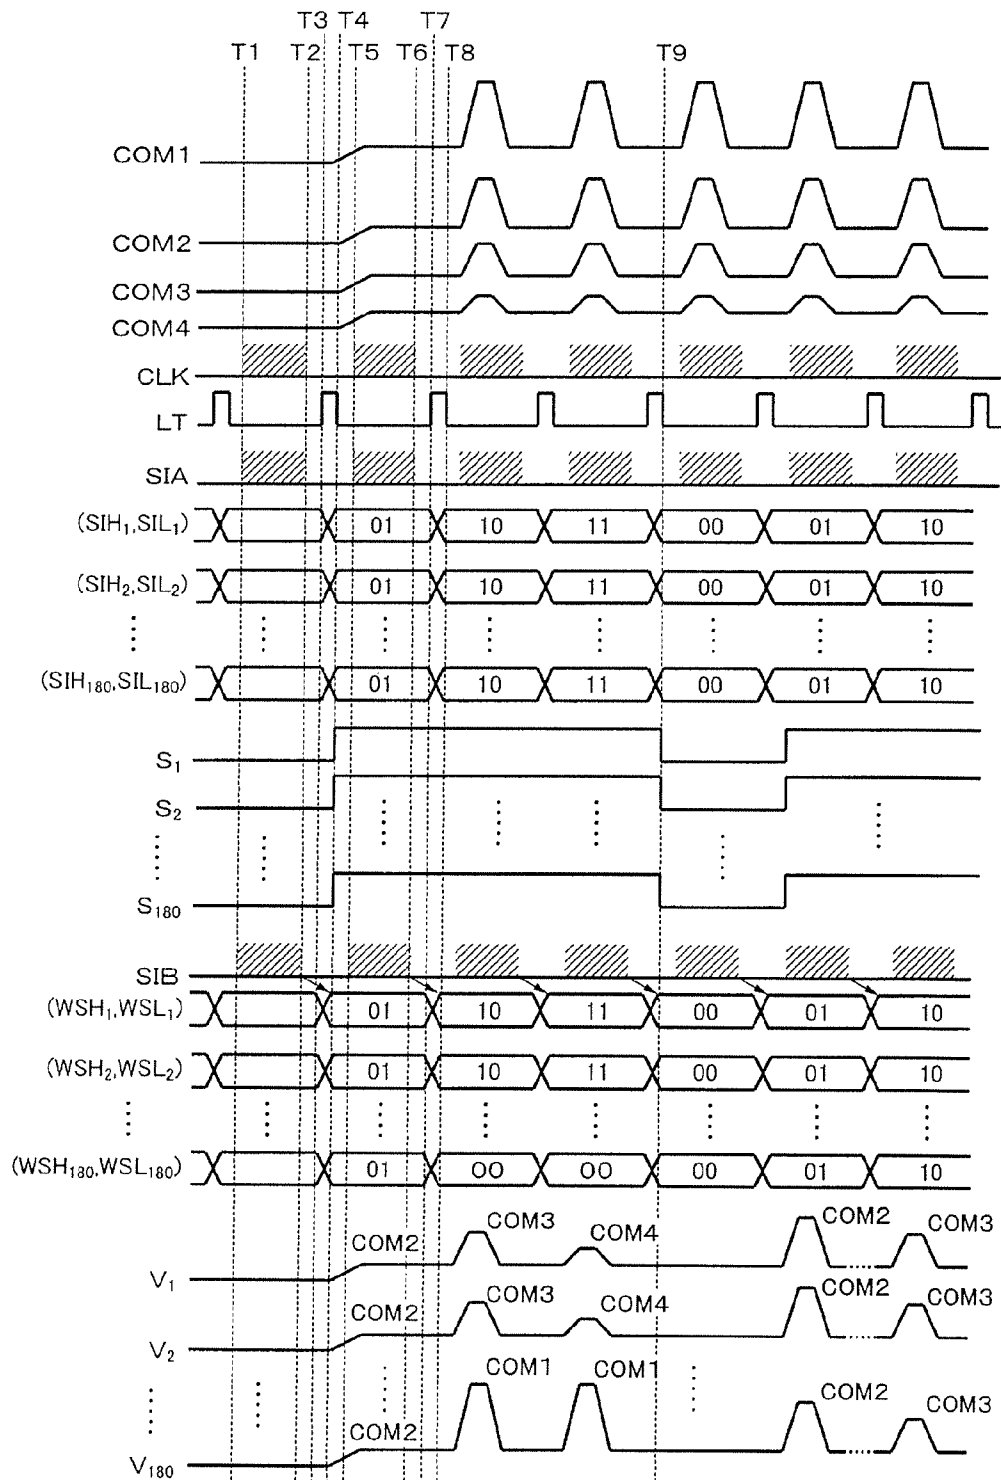 T3 T4 T7
T1 T2 T5 T6 T8 T9
COM1
COM2
COM3
COM4
CLK
LT
SIA
(SIH₁,SIL₁) 01 10 11 00 01 10
(SIH₂,SIL₂) 01 10 11 00 01 10
(SIH₁₈₀,SIL₁₈₀) 01 10 11 00 01 10
S₁
S₂
S₁₈₀
SIB
(WSH₁,WSL₁) 01 10 11 00 01 10
(WSH₂,WSL₂) 01 10 11 00 01 10
(WSH₁₈₀,WSL₁₈₀) 01 00 00 00 01 10
COM2 COM3 COM4 COM2 COM3
V₁
COM2 COM3 COM4 COM2 COM3
V₂
COM2 COM1 COM1 COM2 COM3
V₁₈₀